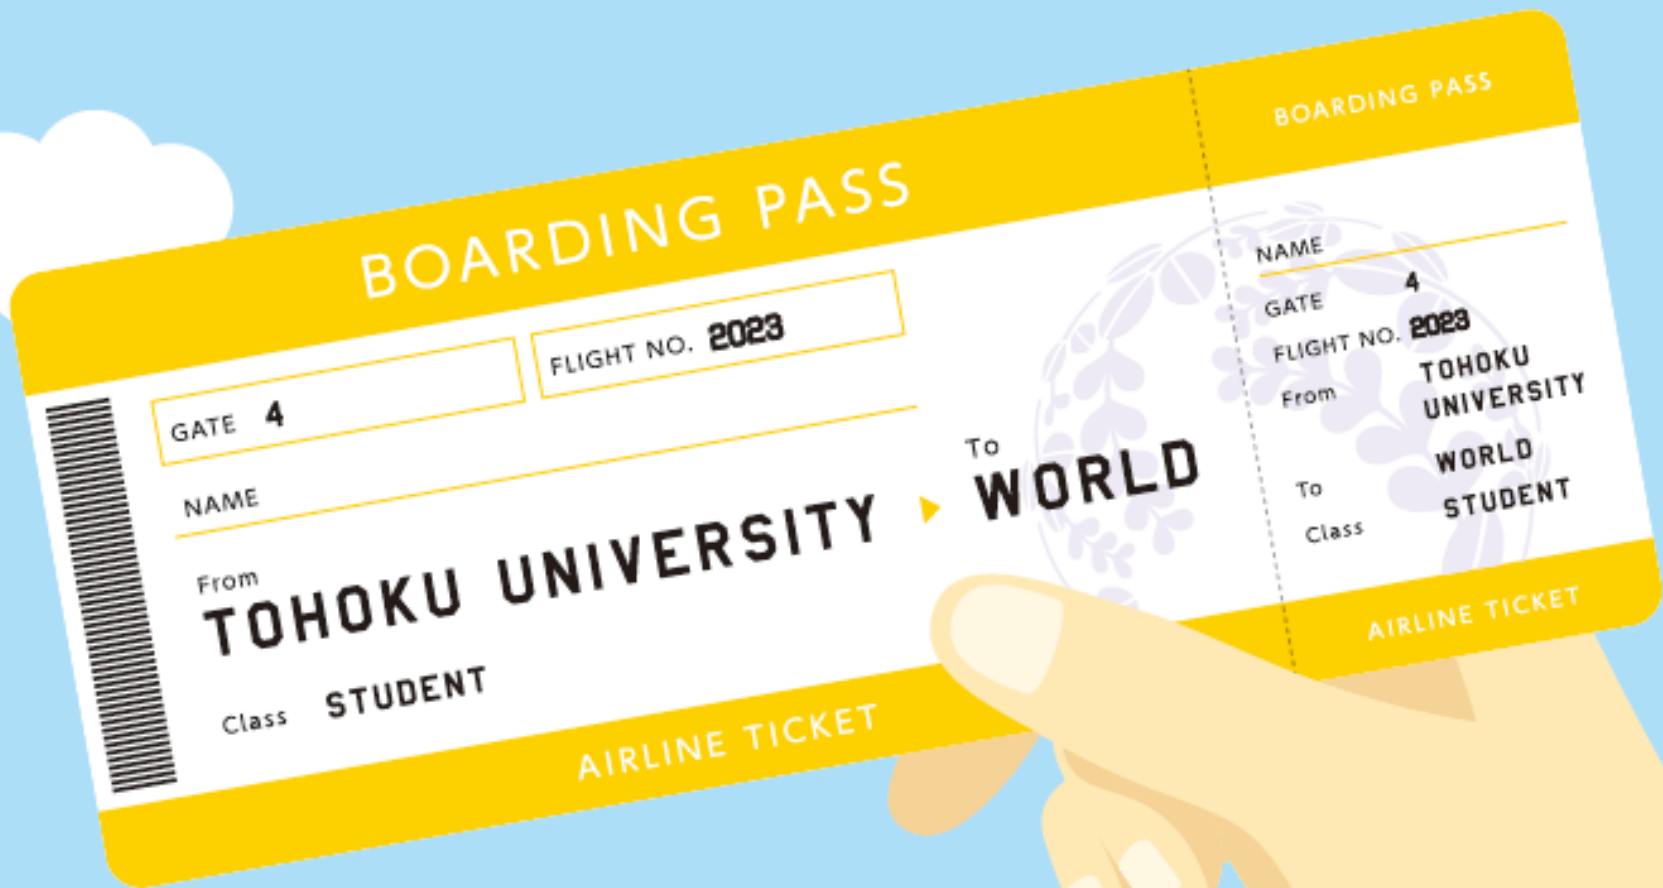 BOARDING PASS
GATE 4
FLIGHT NO. 2023
NAME
From
TOHOKU UNIVERSITY
To
WORLD
Class STUDENT
AIRLINE TICKET
BOARDING PASS
NAME
GATE 4
FLIGHT NO. 2023
From TOHOKU
UNIVERSITY
To WORLD
Class STUDENT
AIRLINE TICKET